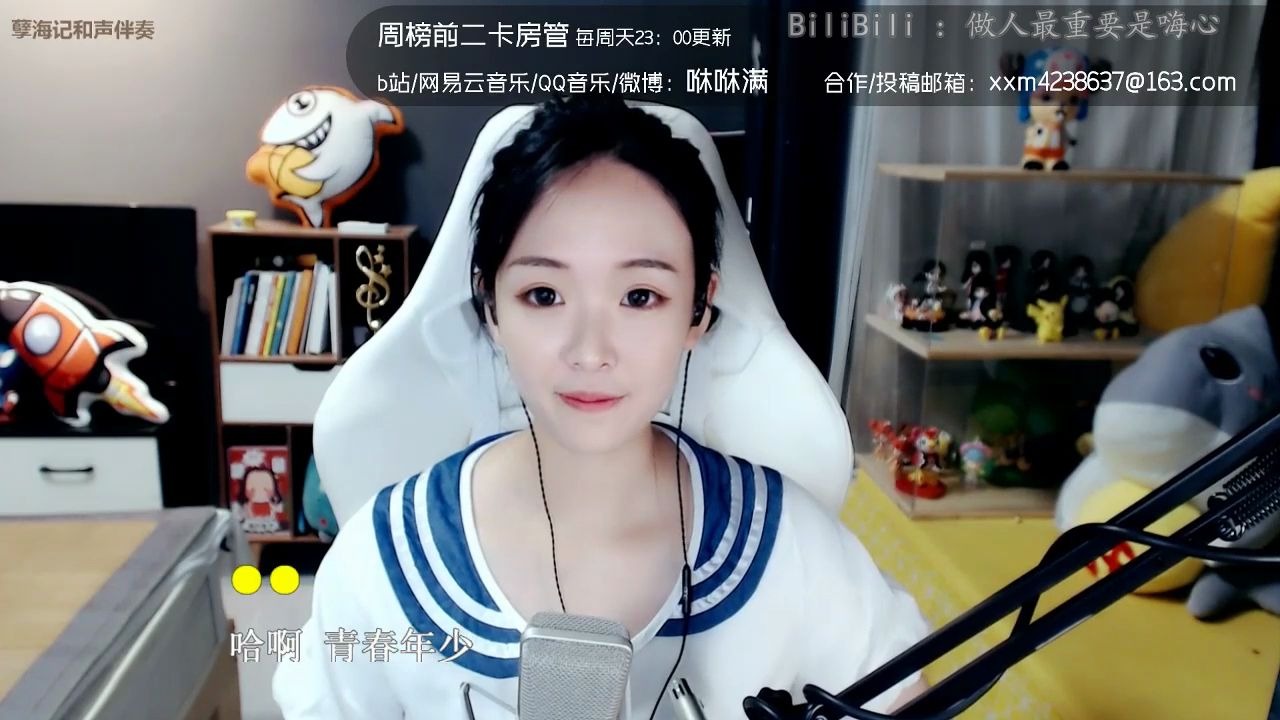 孽海记和声伴奏
BiliBili ：做人最重要是嗨心
周榜前二卡房管 每周天23：00更新
b站/网易云音乐/QQ音乐/微博：咻咻满 合作/投稿邮箱：xxm4238637@163.com
哈啊 青春年少